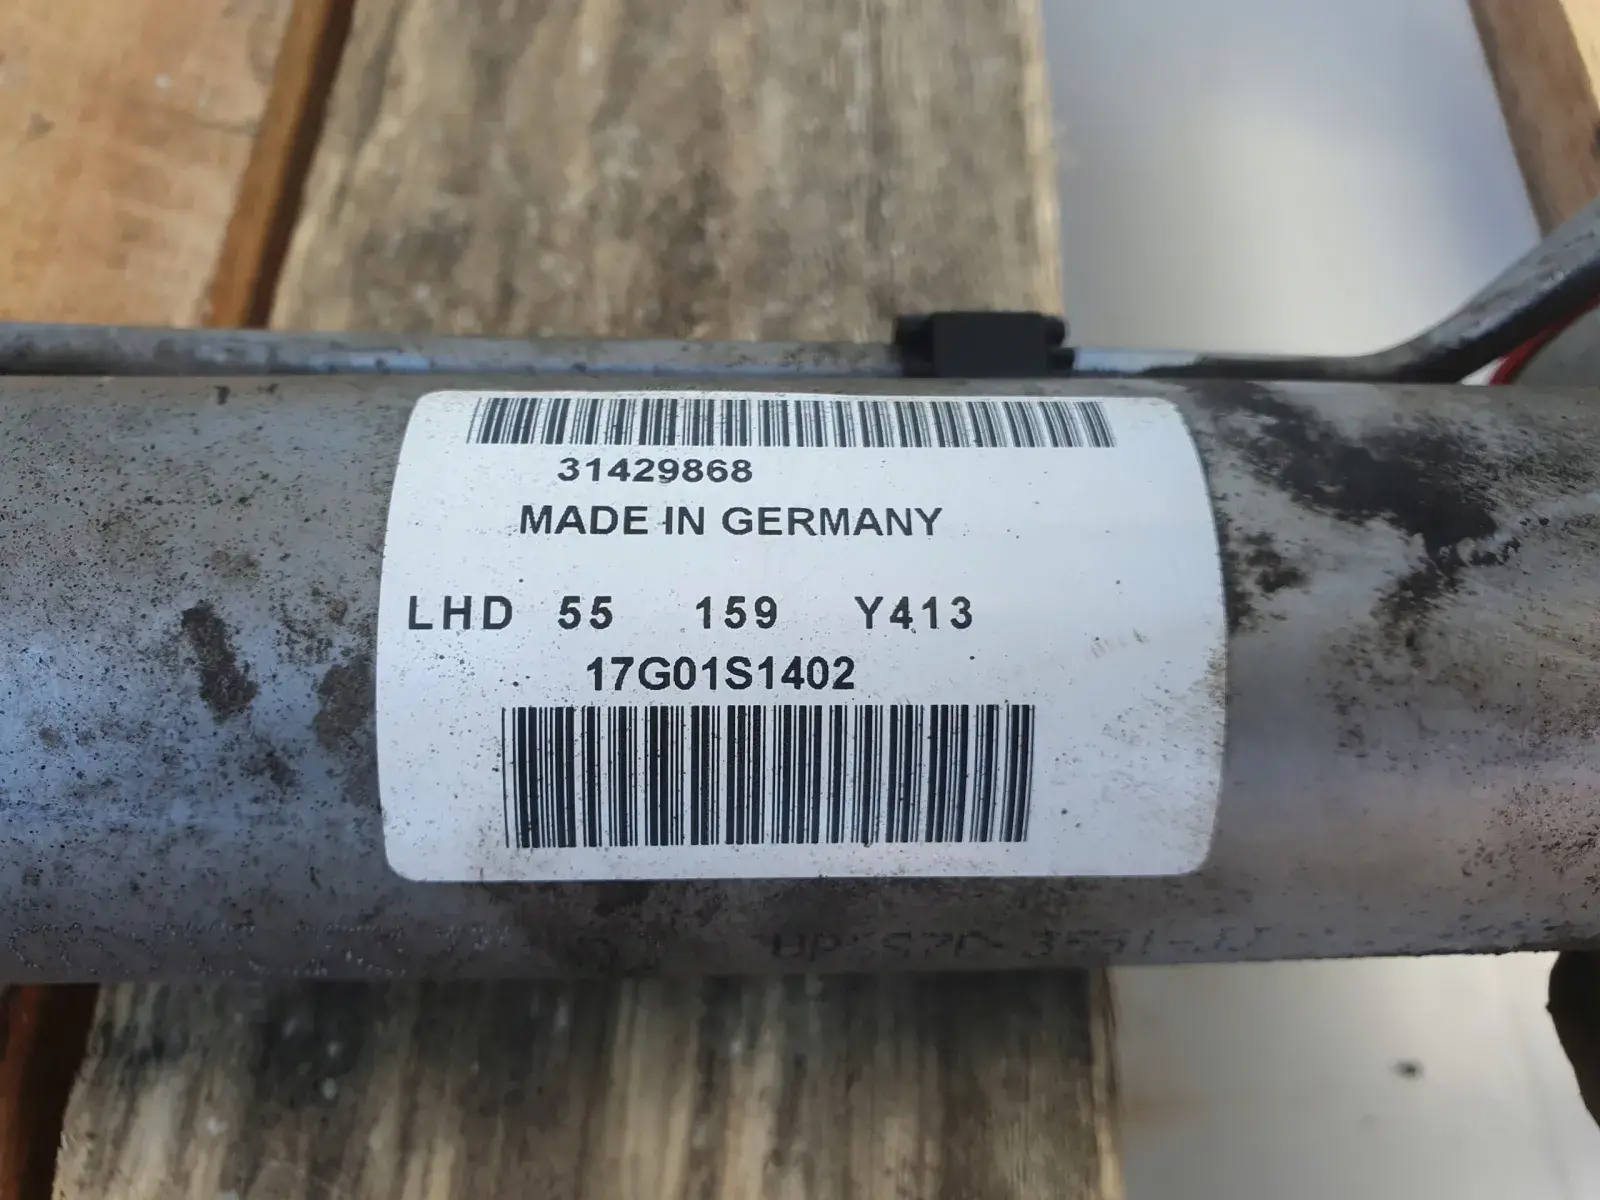 31429868
MADE IN GERMANY
LHD 55 159 Y413
17G01S1402